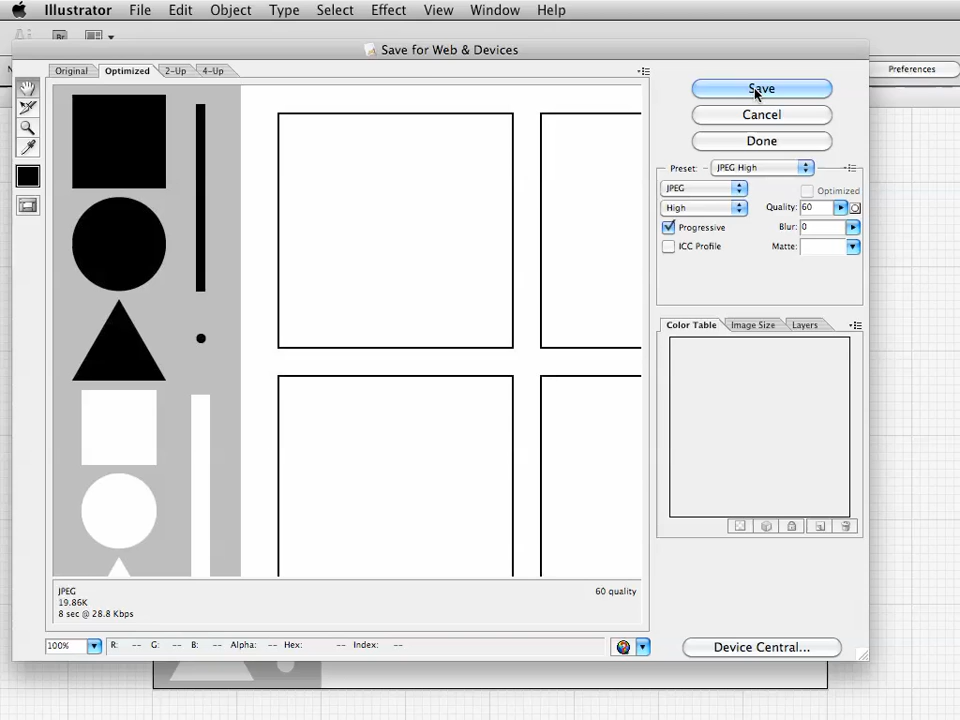 Illustrator File Edit Object Type Select Effect View Window Help
Br
Save for Web & Devices
Original Optimized 2-Up 4-Up
Preferences
Save
Cancel
Done
Preset: JPEG High
JPEG Optimized
High Quality: 60
Progressive Blur: 0
ICC Profile Matte:
Color Table Image Size Layers
JPEG 60 quality
19.86K
8 sec @ 28.8 Kbps
100% R: -- G: -- B: -- Alpha: -- Hex: -- Index: --
Device Central...